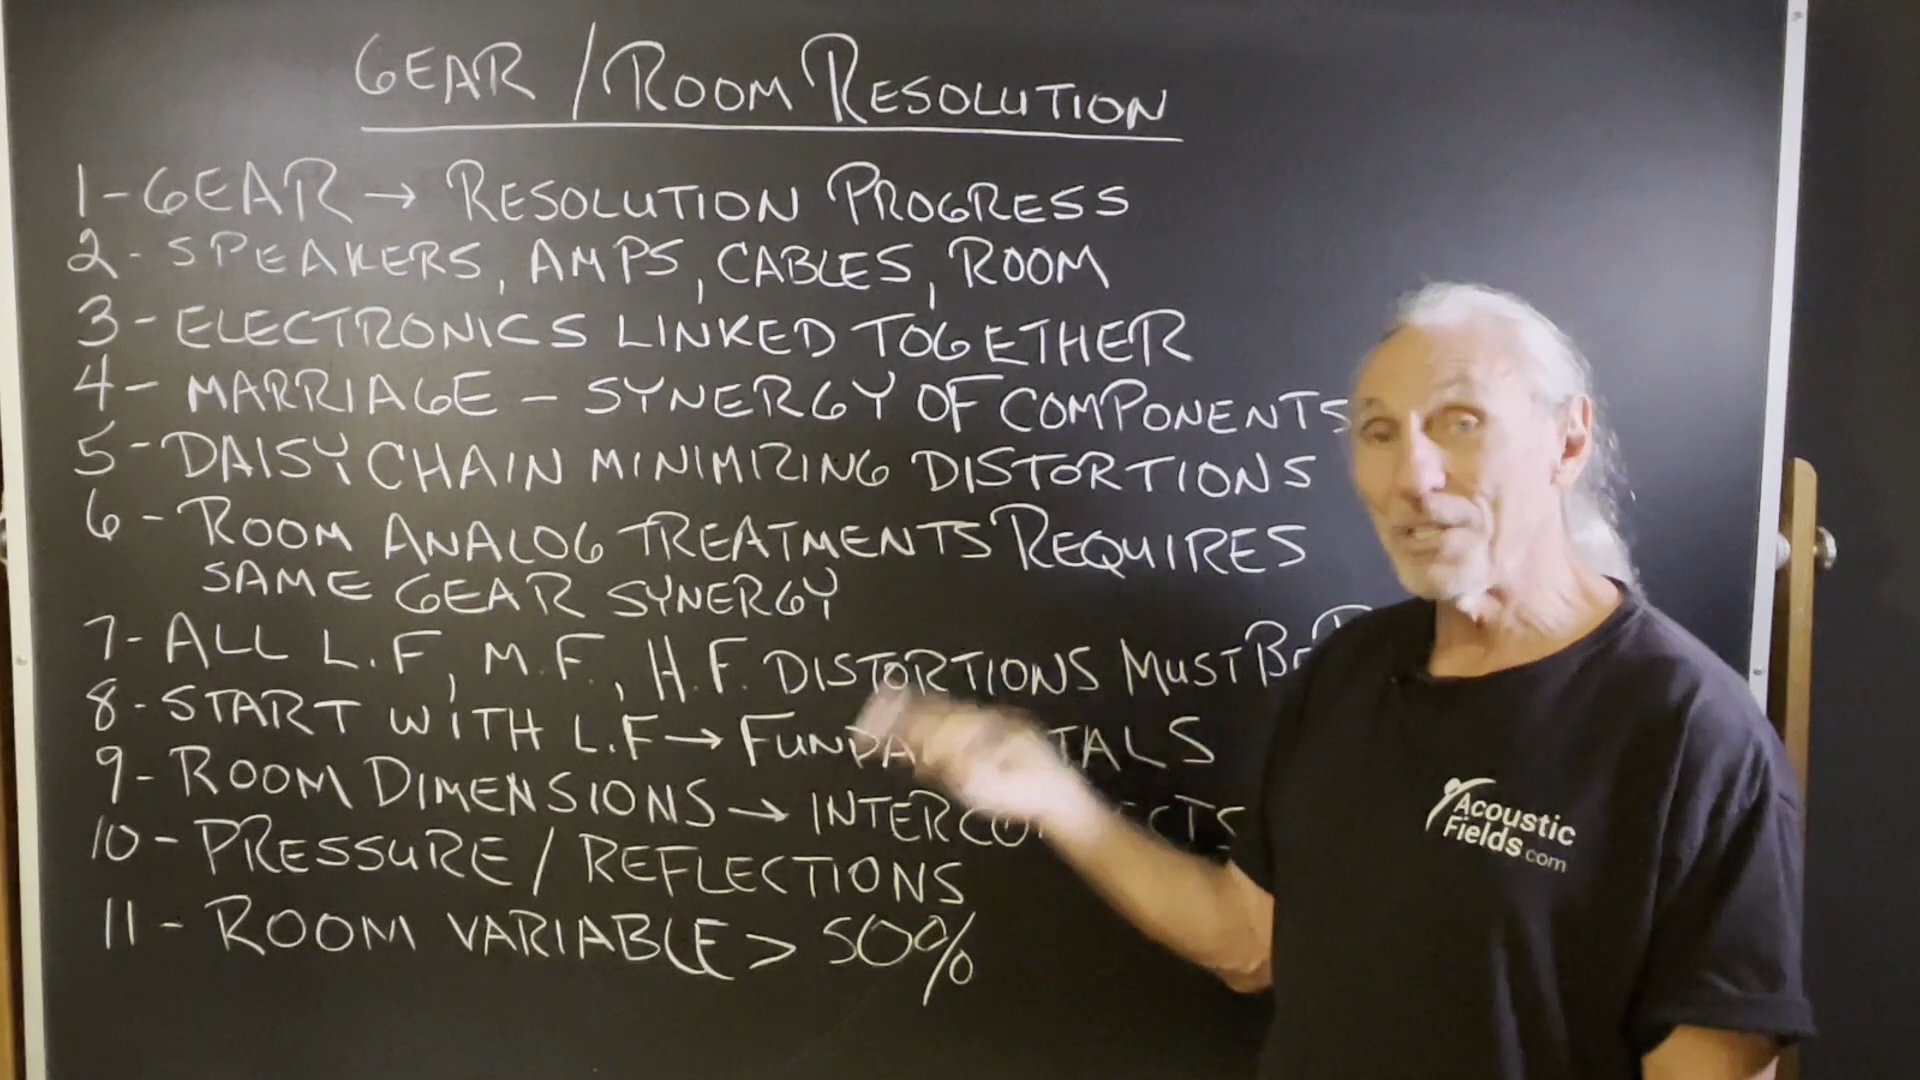 GEAR / ROOM RESOLUTION
1 - GEAR → RESOLUTION PROGRESS
2 - SPEAKERS, AMPS, CABLES, ROOM
3 - ELECTRONICS LINKED TOGETHER
4 - MARRIAGE - SYNERGY OF COMPONENTS
5 - DAISY CHAIN MINIMIZING DISTORTIONS
6 - ROOM ANALOG TREATMENTS REQUIRES
SAME GEAR SYNERGY
7 - ALL L.F, M.F., H.F. DISTORTIONS MUST
8 - START WITH L.F →
9 - ROOM DIMENSIONS →
10 - PRESSURE / REFLECTIONS
11 - ROOM VARIABLE > 50%
Acoustic
Fields.com